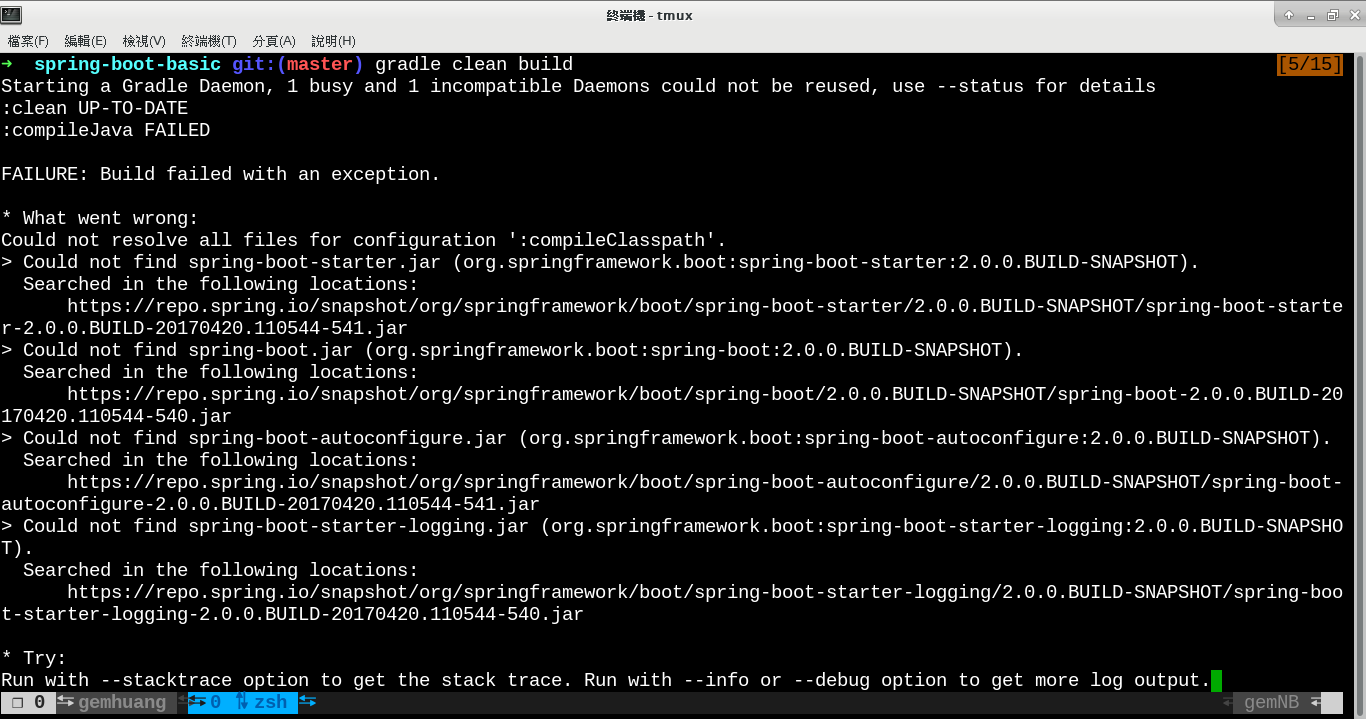 終端機 - tmux
檔案(F) 編輯(E) 檢視(V) 終端機(T) 分頁(A) 說明(H)
➜ spring-boot-basic git:(master) gradle clean build [5/15]
Starting a Gradle Daemon, 1 busy and 1 incompatible Daemons could not be reused, use --status for details
:clean UP-TO-DATE
:compileJava FAILED
FAILURE: Build failed with an exception.
* What went wrong:
Could not resolve all files for configuration ':compileClasspath'.
> Could not find spring-boot-starter.jar (org.springframework.boot:spring-boot-starter:2.0.0.BUILD-SNAPSHOT).
Searched in the following locations:
https://repo.spring.io/snapshot/org/springframework/boot/spring-boot-starter/2.0.0.BUILD-SNAPSHOT/spring-boot-starte
r-2.0.0.BUILD-20170420.110544-541.jar
> Could not find spring-boot.jar (org.springframework.boot:spring-boot:2.0.0.BUILD-SNAPSHOT).
Searched in the following locations:
https://repo.spring.io/snapshot/org/springframework/boot/spring-boot/2.0.0.BUILD-SNAPSHOT/spring-boot-2.0.0.BUILD-20
170420.110544-540.jar
> Could not find spring-boot-autoconfigure.jar (org.springframework.boot:spring-boot-autoconfigure:2.0.0.BUILD-SNAPSHOT).
Searched in the following locations:
https://repo.spring.io/snapshot/org/springframework/boot/spring-boot-autoconfigure/2.0.0.BUILD-SNAPSHOT/spring-boot-
autoconfigure-2.0.0.BUILD-20170420.110544-541.jar
> Could not find spring-boot-starter-logging.jar (org.springframework.boot:spring-boot-starter-logging:2.0.0.BUILD-SNAPSHO
T).
Searched in the following locations:
https://repo.spring.io/snapshot/org/springframework/boot/spring-boot-starter-logging/2.0.0.BUILD-SNAPSHOT/spring-boo
t-starter-logging-2.0.0.BUILD-20170420.110544-540.jar
* Try:
Run with --stacktrace option to get the stack trace. Run with --info or --debug option to get more log output.
❐ 0 gemhuang 0 zsh gemNB